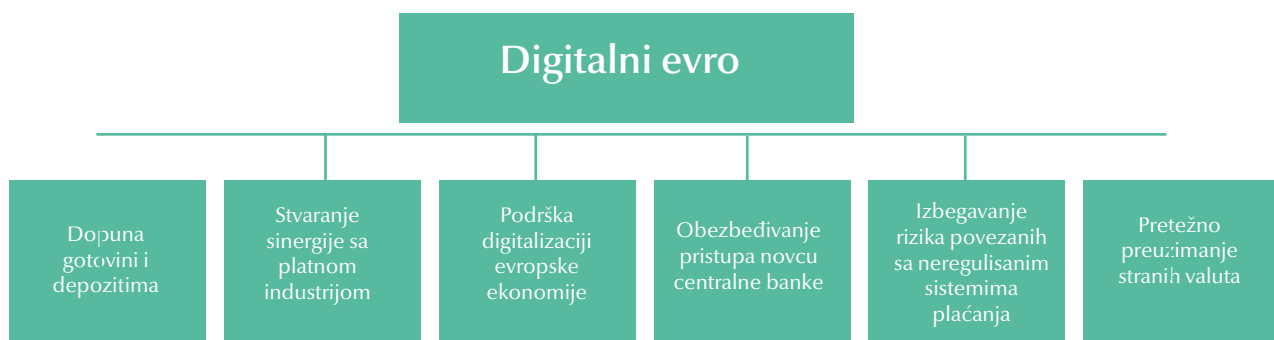 Digitalni evro
Dopuna
gotovini i
depozitima
Stvaranje
sinergije sa
platnom
industrijom
Podrška
digitalizaciji
evropske
ekonomije
Obezbeđivanje
pristupa novcu
centralne banke
Izbegavanje
rizika povezanih
sa neregulisanim
sistemima
plaćanja
Pretežno
preuzimanje
stranih valuta